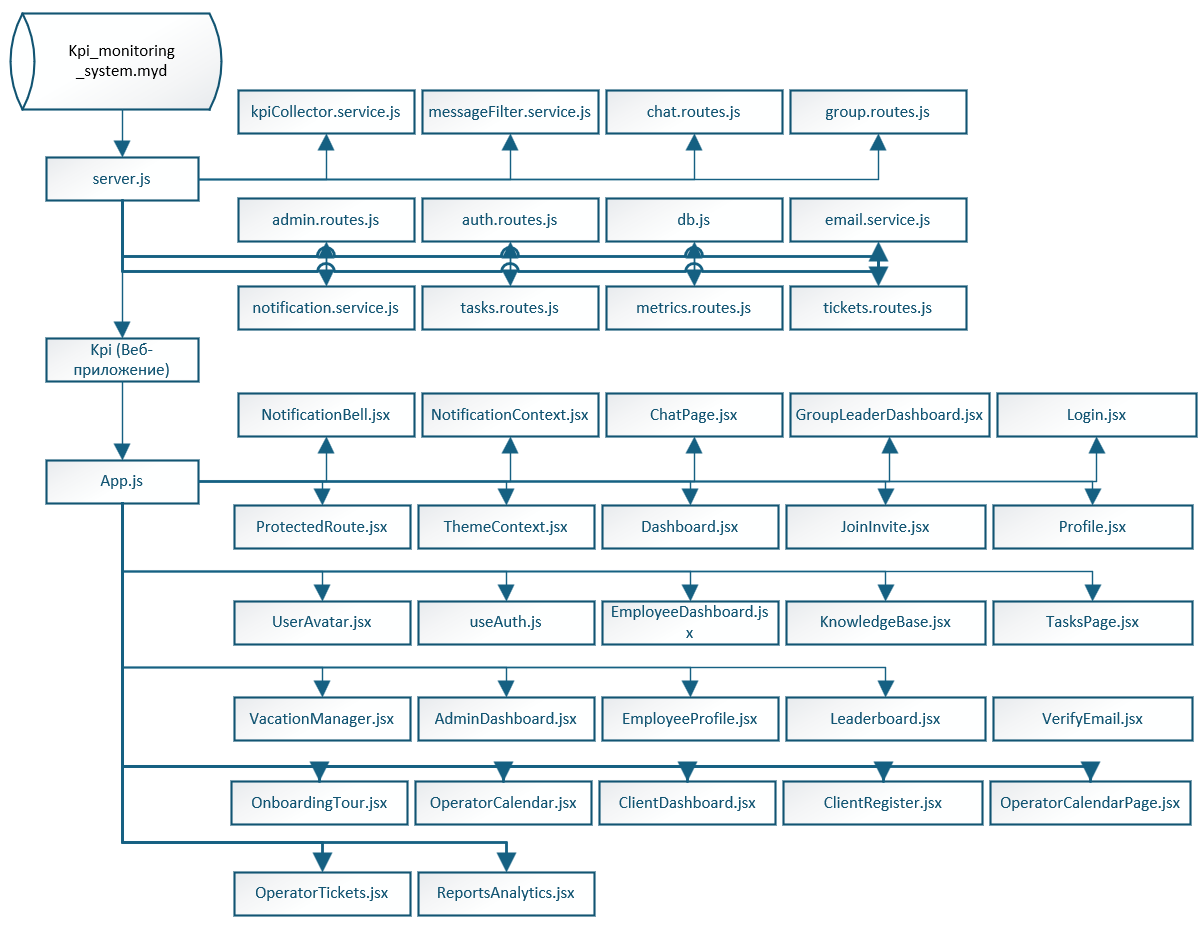 Kpi_monitoring
_system.myd
kpiCollector.service.js
messageFilter.service.js
chat.routes.js
group.routes.js
server.js
admin.routes.js
auth.routes.js
db.js
email.service.js
notification.service.js
tasks.routes.js
metrics.routes.js
tickets.routes.js
Kpi (Веб-
приложение)
NotificationBell.jsx
NotificationContext.jsx
ChatPage.jsx
GroupLeaderDashboard.jsx
Login.jsx
App.js
ProtectedRoute.jsx
ThemeContext.jsx
Dashboard.jsx
JoinInvite.jsx
Profile.jsx
UserAvatar.jsx
useAuth.js
EmployeeDashboard.js
x
KnowledgeBase.jsx
TasksPage.jsx
VacationManager.jsx
AdminDashboard.jsx
EmployeeProfile.jsx
Leaderboard.jsx
VerifyEmail.jsx
OnboardingTour.jsx
OperatorCalendar.jsx
ClientDashboard.jsx
ClientRegister.jsx
OperatorCalendarPage.jsx
OperatorTickets.jsx
ReportsAnalytics.jsx